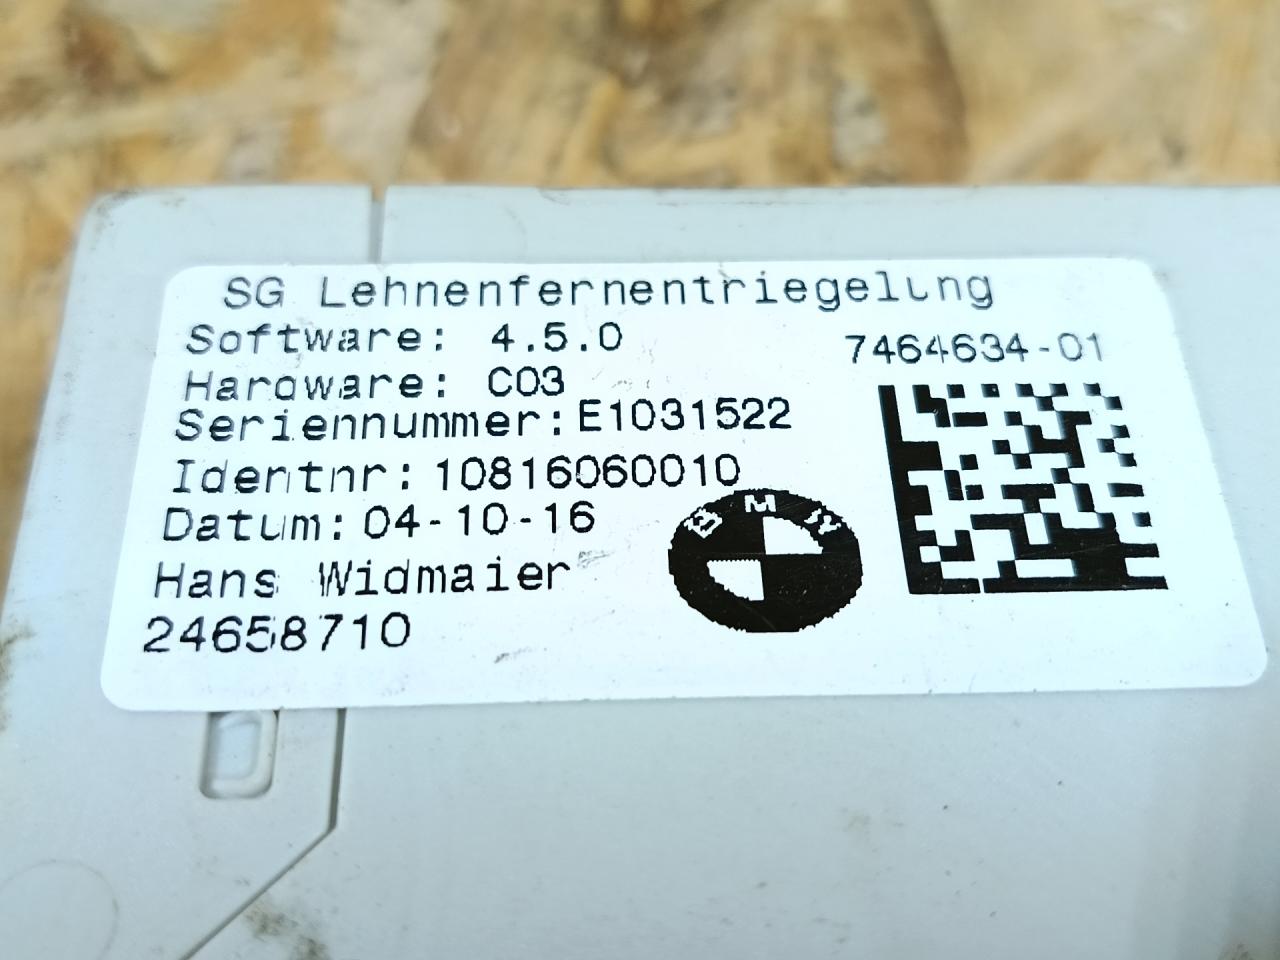 SG Lehnenfernentriegelung
Software: 4.5.0
7464634-01
Hardware: C03
Seriennummer:E1031522
Identnr:10816060010
Datum:04-10-16
BMW
Hans Widmaier
24658710